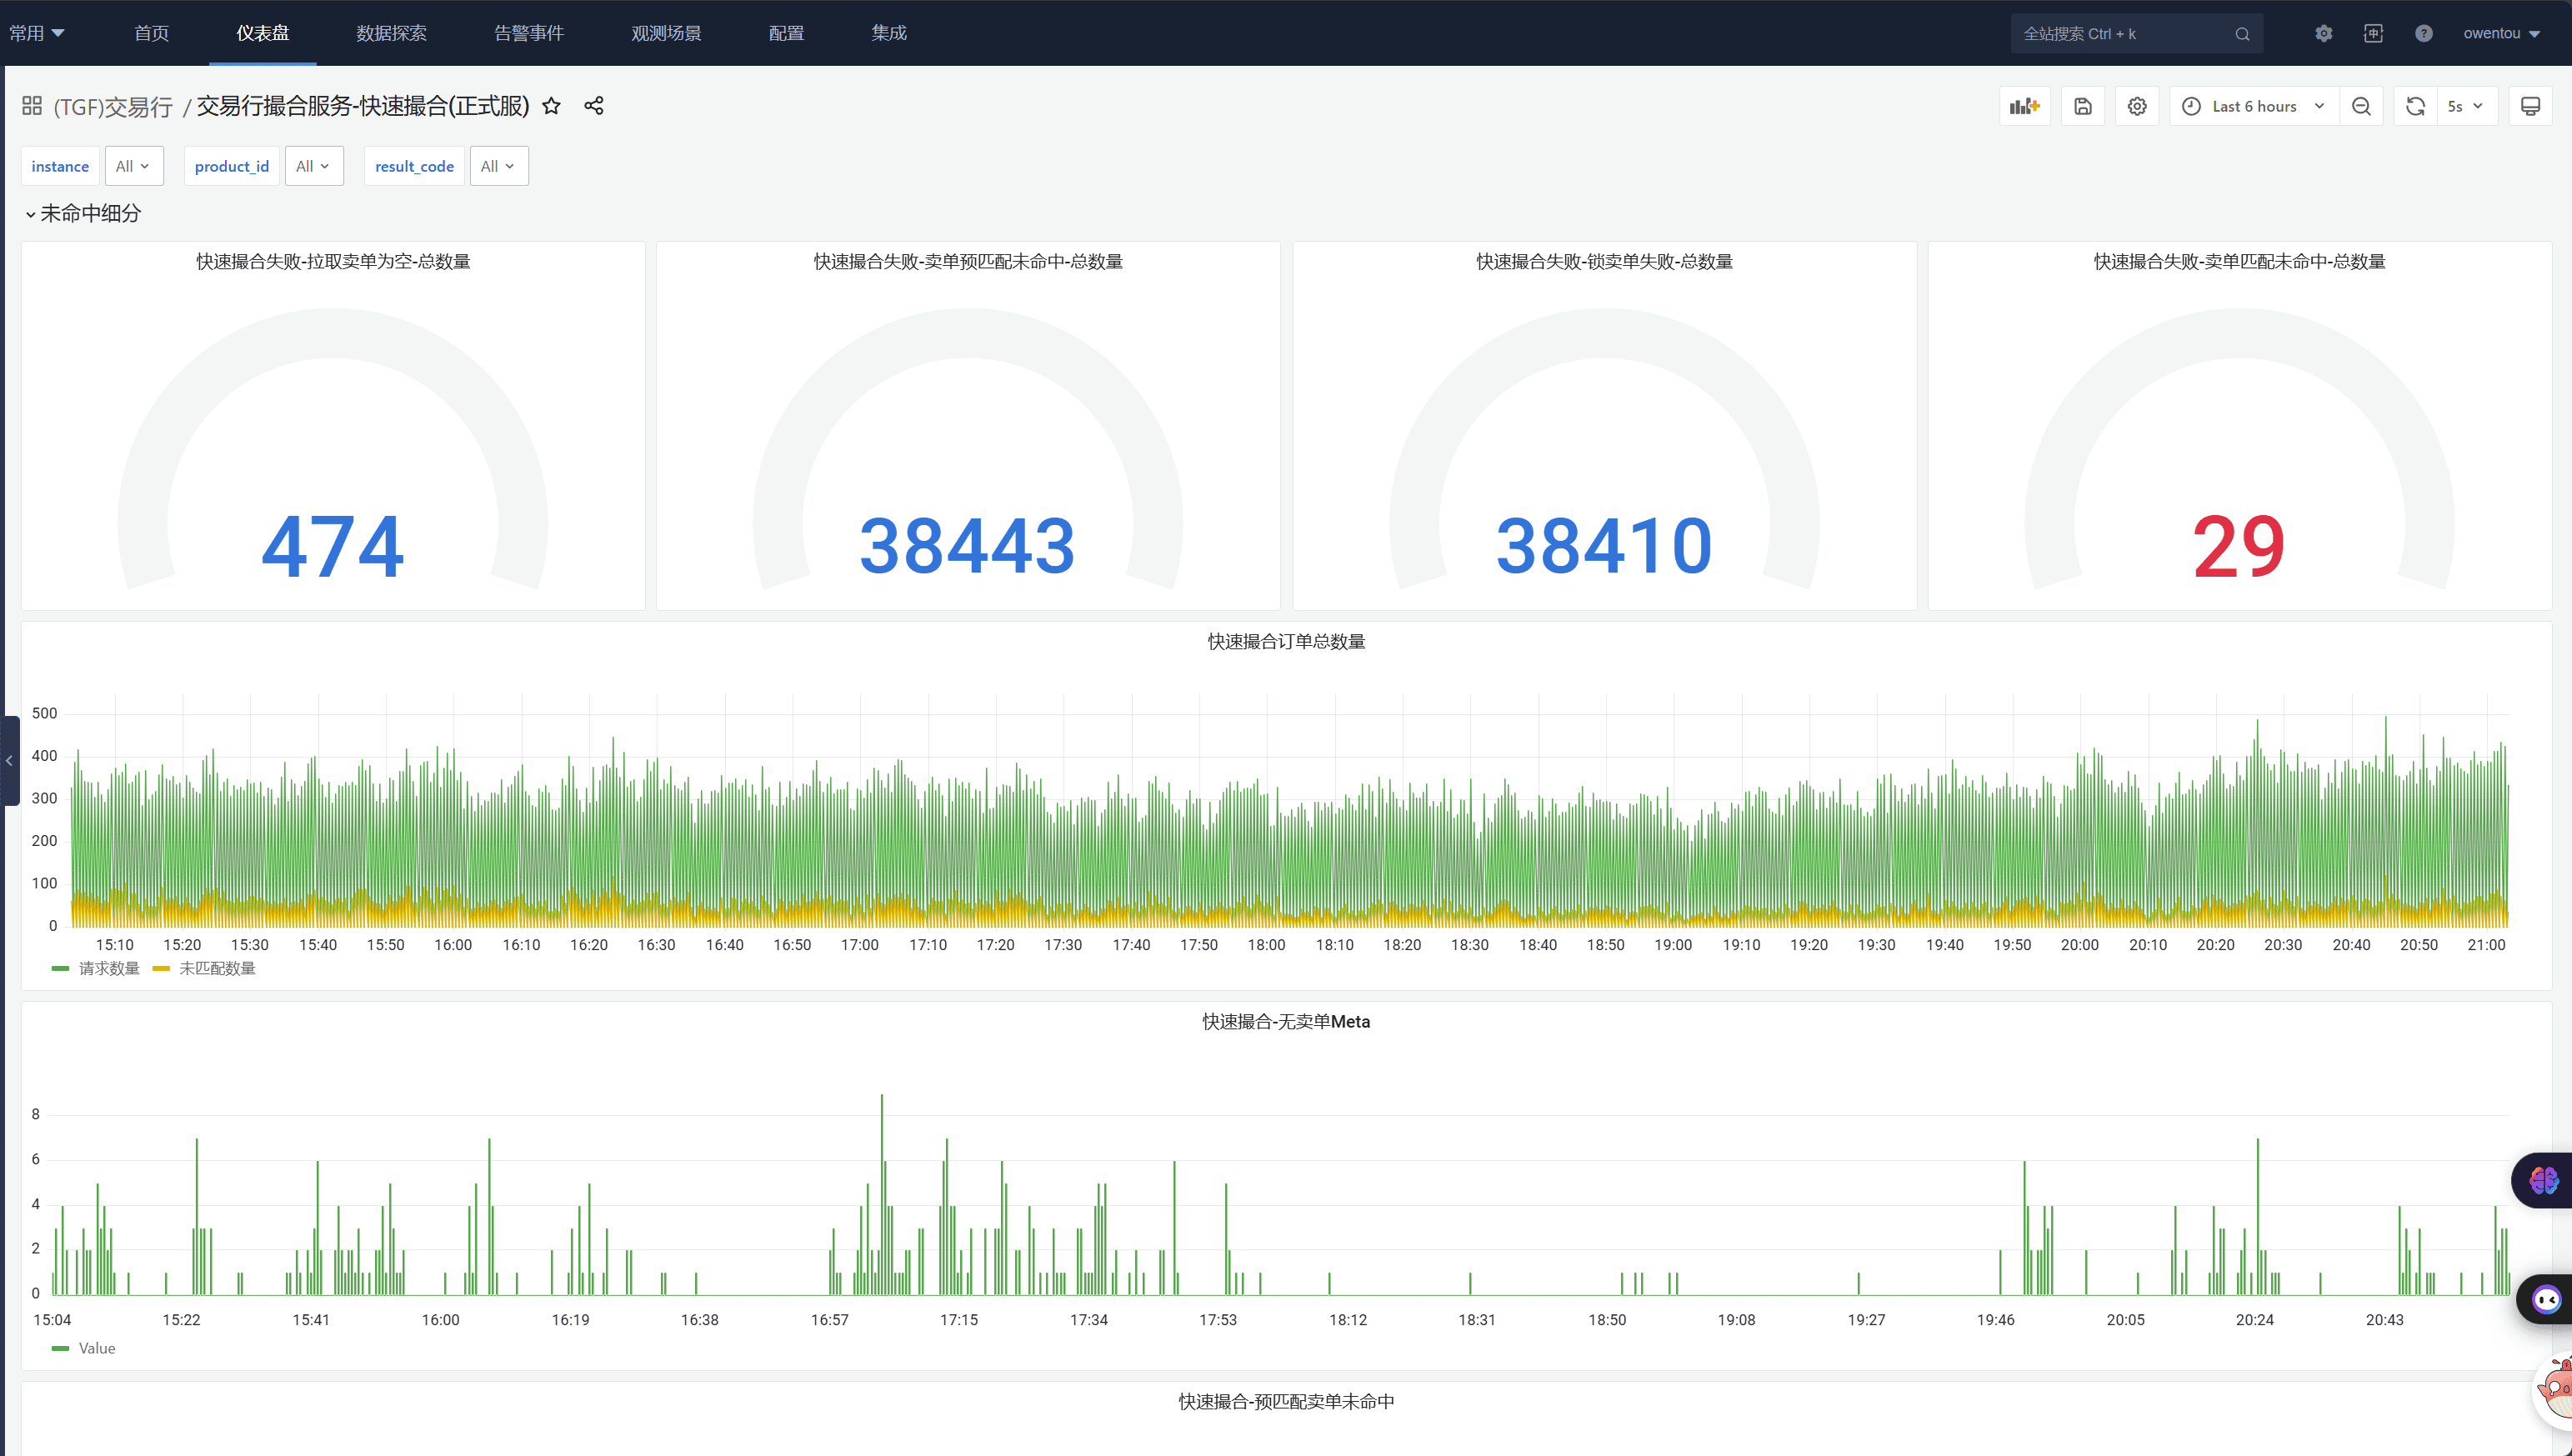 常用 首页 仪表盘 数据探索 告警事件 观测场景 配置 集成 全站搜索 Ctrl + k owentou
(TGF)交易行 / 交易行撮合服务-快速撮合(正式服) Last 6 hours 5s
instance All product_id All result_code All
未命中细分
快速撮合失败-拉取卖单为空-总数量
474
快速撮合失败-卖单预匹配未命中-总数量
38443
快速撮合失败-锁卖单失败-总数量
38410
快速撮合失败-卖单匹配未命中-总数量
29
快速撮合订单总数量
500
400
300
200
100
0
15:10 15:20 15:30 15:40 15:50 16:00 16:10 16:20 16:30 16:40 16:50 17:00 17:10 17:20 17:30 17:40 17:50 18:00 18:10 18:20 18:30 18:40 18:50 19:00 19:10 19:20 19:30 19:40 19:50 20:00 20:10 20:20 20:30 20:40 20:50 21:00
请求数量 未匹配数量
快速撮合-无卖单Meta
8
6
4
2
0
15:04 15:22 15:41 16:00 16:19 16:38 16:57 17:15 17:34 17:53 18:12 18:31 18:50 19:08 19:27 19:46 20:05 20:24 20:43
Value
快速撮合-预匹配卖单未命中